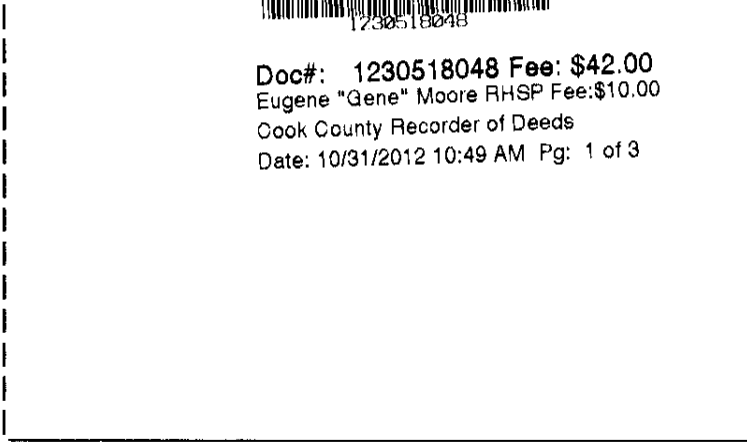 1230518048
Doc#: 1230518048 Fee: $42.00
Eugene "Gene" Moore RHSP Fee:$10.00
Cook County Recorder of Deeds
Date: 10/31/2012 10:49 AM Pg: 1 of 3